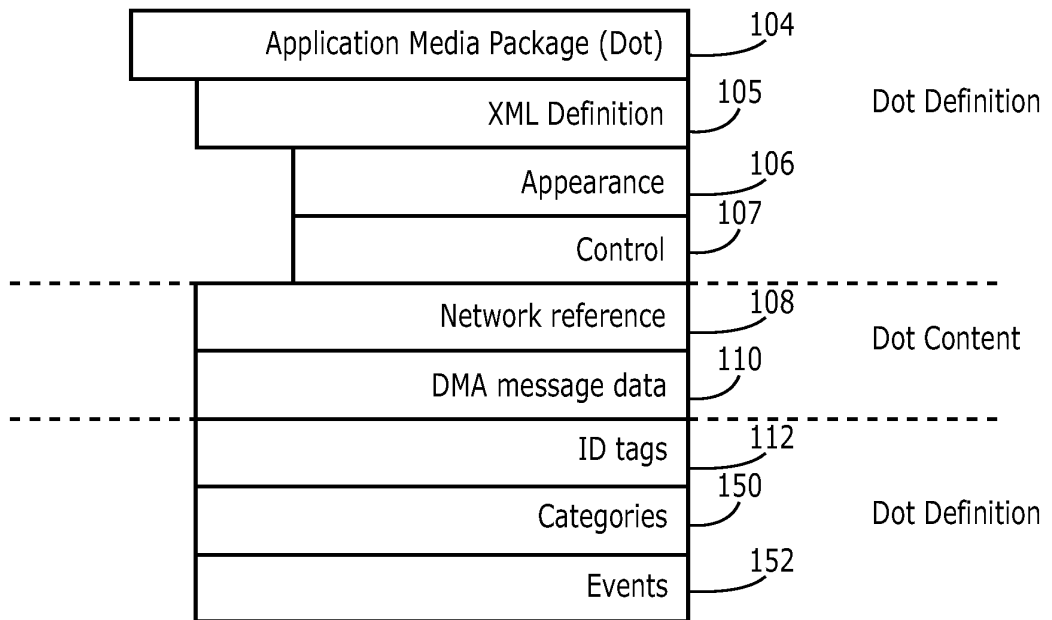 Application Media Package (Dot)
104
XML Definition
105
Dot Definition
Appearance
106
Control
107
Network reference
108
Dot Content
DMA message data
110
ID tags
112
Categories
150
Dot Definition
Events
152